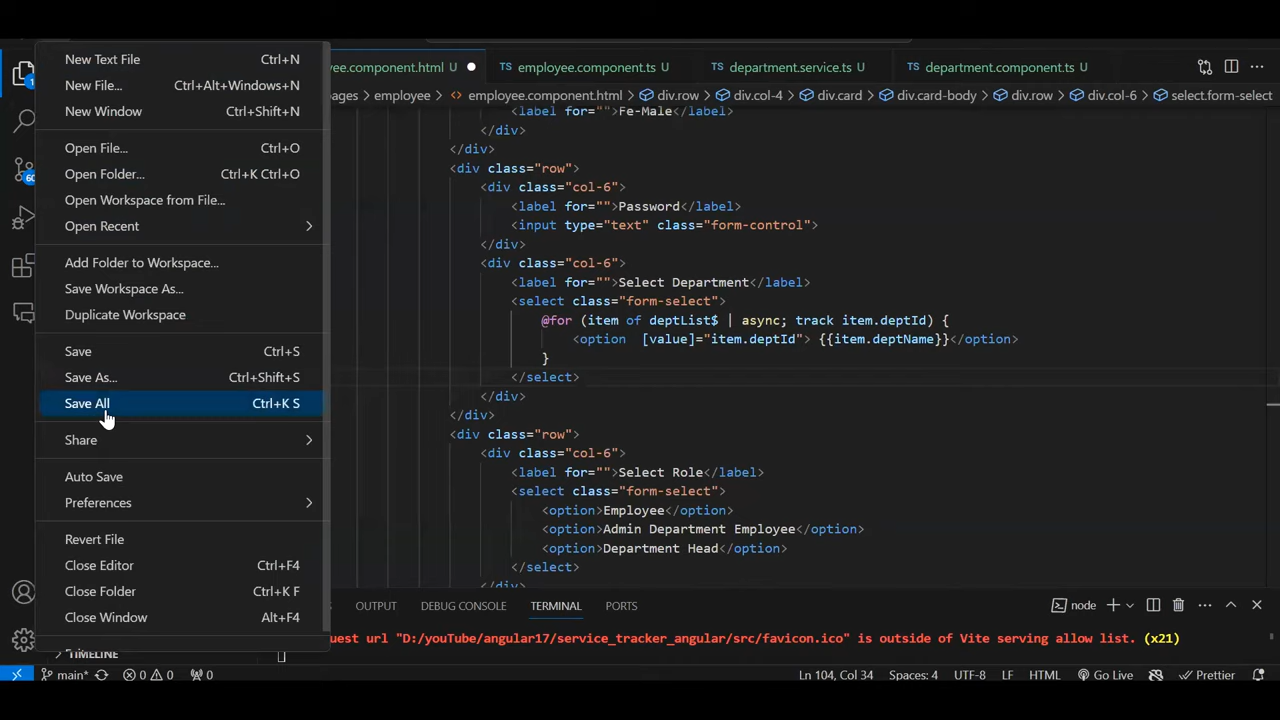 New Text File Ctrl+N
New File... Ctrl+Alt+Windows+N
New Window Ctrl+Shift+N
Open File... Ctrl+O
Open Folder... Ctrl+K Ctrl+O
Open Workspace from File...
Open Recent
Add Folder to Workspace...
Save Workspace As...
Duplicate Workspace
Save Ctrl+S
Save As... Ctrl+Shift+S
Save All Ctrl+K S
Share
Auto Save
Preferences
Revert File
Close Editor Ctrl+F4
Close Folder Ctrl+K F
Close Window Alt+F4
TIMELINE
yee.component.html U
TS employee.component.ts U
TS department.service.ts U
TS department.component.ts U
pages > employee > <> employee.component.html > div.row > div.col-4 > div.card > div.card-body > div.row > div.col-6 > select.form-select
<label for="">Fe-Male</label>
</div>
</div>
<div class="row">
<div class="col-6">
<label for="">Password</label>
<input type="text" class="form-control">
</div>
<div class="col-6">
<label for="">Select Department</label>
<select class="form-select">
@for (item of deptList$ | async; track item.deptId) {
<option [value]="item.deptId"> {{item.deptName}}</option>
}
</select>
</div>
</div>
<div class="row">
<div class="col-6">
<label for="">Select Role</label>
<select class="form-select">
<option>Employee</option>
<option>Admin Department Employee</option>
<option>Department Head</option>
</select>
</div>
OUTPUT DEBUG CONSOLE TERMINAL PORTS node
uest url "D:/youTube/angular17/service_tracker_angular/src/favicon.ico" is outside of Vite serving allow list. (x21)
main* 0 0 0 Ln 104, Col 34 Spaces: 4 UTF-8 LF HTML Go Live Prettier